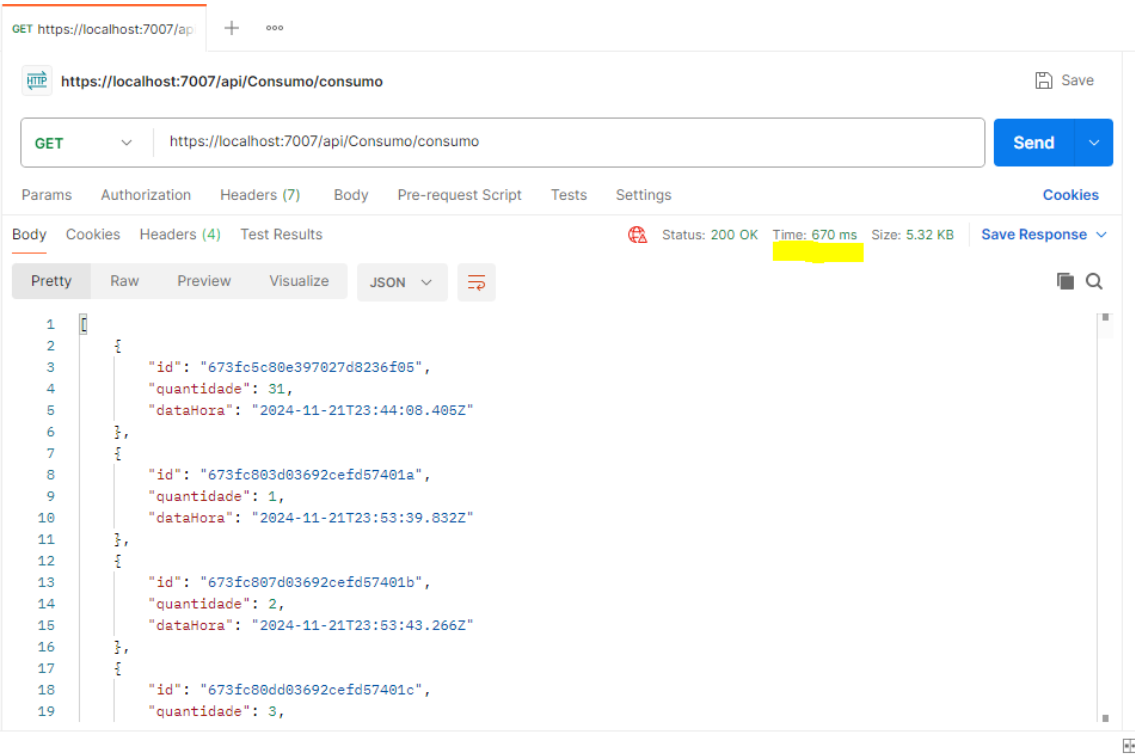 GET https://localhost:7007/ap
HTTP https://localhost:7007/api/Consumo/consumo Save
GET https://localhost:7007/api/Consumo/consumo Send
Params Authorization Headers (7) Body Pre-request Script Tests Settings Cookies
Body Cookies Headers (4) Test Results Status: 200 OK Time: 670 ms Size: 5.32 KB Save Response
Pretty Raw Preview Visualize JSON
1 [
2 {
3 "id": "673fc5c80e397027d8236f05",
4 "quantidade": 31,
5 "dataHora": "2024-11-21T23:44:08.405Z"
6 },
7 {
8 "id": "673fc803d03692cefd57401a",
9 "quantidade": 1,
10 "dataHora": "2024-11-21T23:53:39.832Z"
11 },
12 {
13 "id": "673fc807d03692cefd57401b",
14 "quantidade": 2,
15 "dataHora": "2024-11-21T23:53:43.266Z"
16 },
17 {
18 "id": "673fc80dd03692cefd57401c",
19 "quantidade": 3,